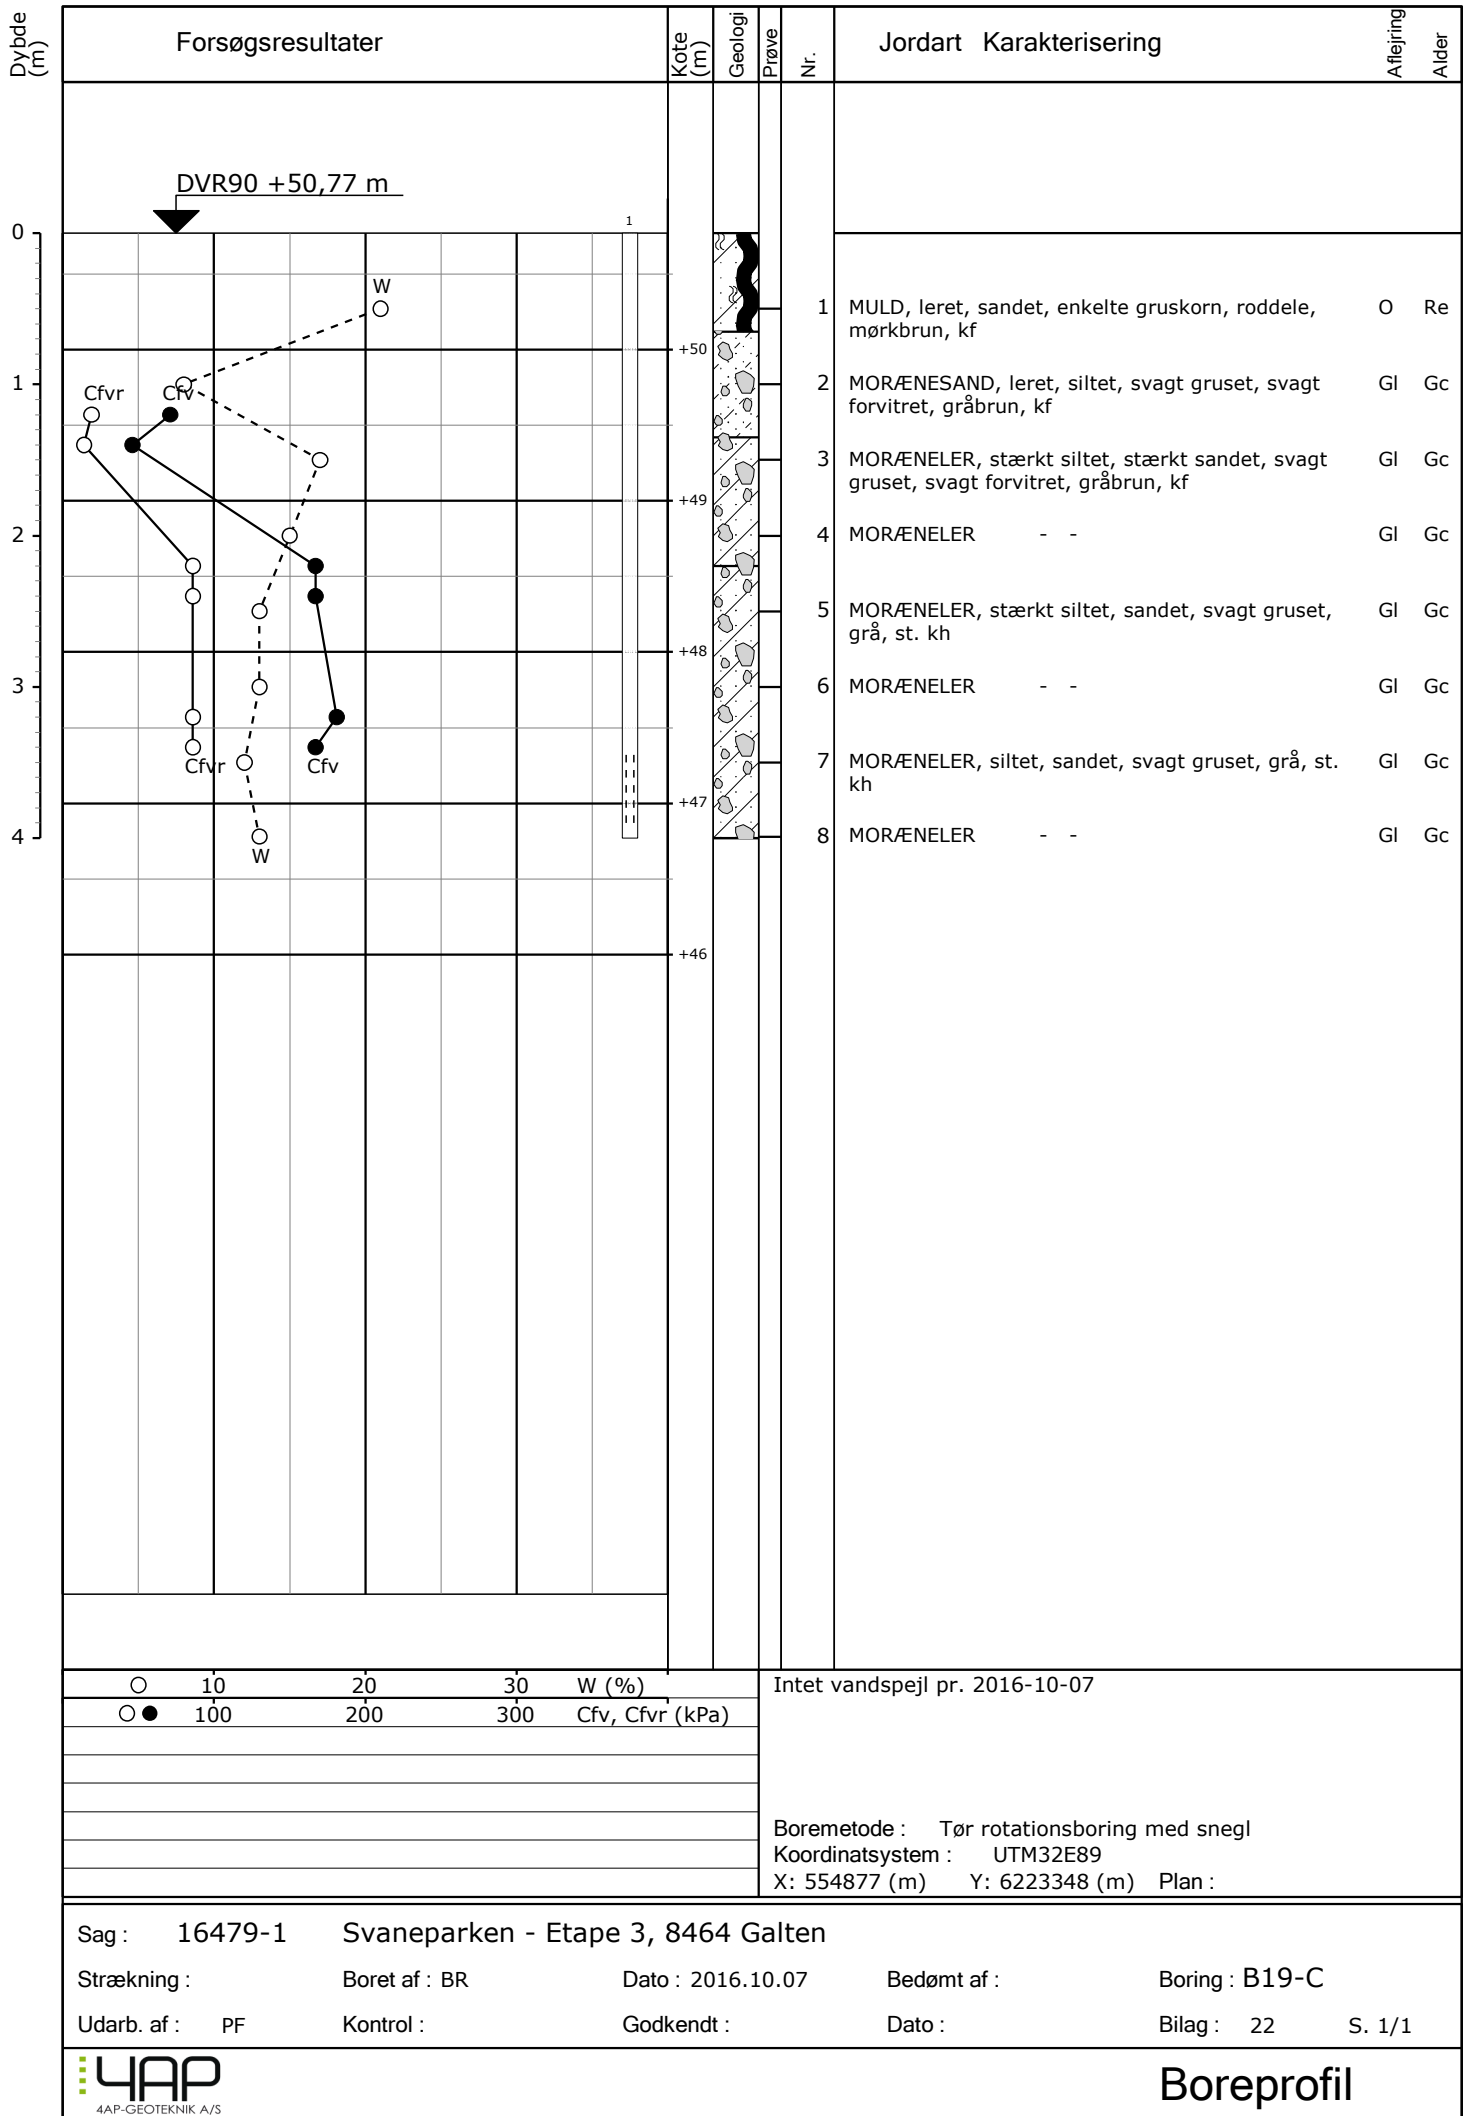 Dybde (m)
Forsøgsresultater
Kote (m)
Geologi
Prøve
Nr.
Jordart Karakterisering
Aflejring
Alder
DVR90 +50,77 m
0
1
W
1 MULD, leret, sandet, enkelte gruskorn, roddele, O Re
mørkbrun, kf
+50
1
Cfvr
Cfv
2 MORÆNESAND, leret, siltet, svagt gruset, svagt Gl Gc
forvitret, gråbrun, kf
3 MORÆNELER, stærkt siltet, stærkt sandet, svagt Gl Gc
gruset, svagt forvitret, gråbrun, kf
+49
2
4 MORÆNELER - - Gl Gc
5 MORÆNELER, stærkt siltet, sandet, svagt gruset, Gl Gc
grå, st. kh
+48
3
6 MORÆNELER - - Gl Gc
Cfvr
Cfv
7 MORÆNELER, siltet, sandet, svagt gruset, grå, st. Gl Gc
kh
+47
4
W
8 MORÆNELER - - Gl Gc
+46
10 20 30 W (%)
100 200 300 Cfv, Cfvr (kPa)
Intet vandspejl pr. 2016-10-07
Boremetode : Tør rotationsboring med snegl
Koordinatsystem : UTM32E89
X: 554877 (m) Y: 6223348 (m) Plan :
Sag : 16479-1 Svaneparken - Etape 3, 8464 Galten
Strækning : Boret af : BR Dato : 2016.10.07 Bedømt af : Boring : B19-C
Udarb. af : PF Kontrol : Godkendt : Dato : Bilag : 22 S. 1/1
4AP
4AP-GEOTEKNIK A/S
Boreprofil